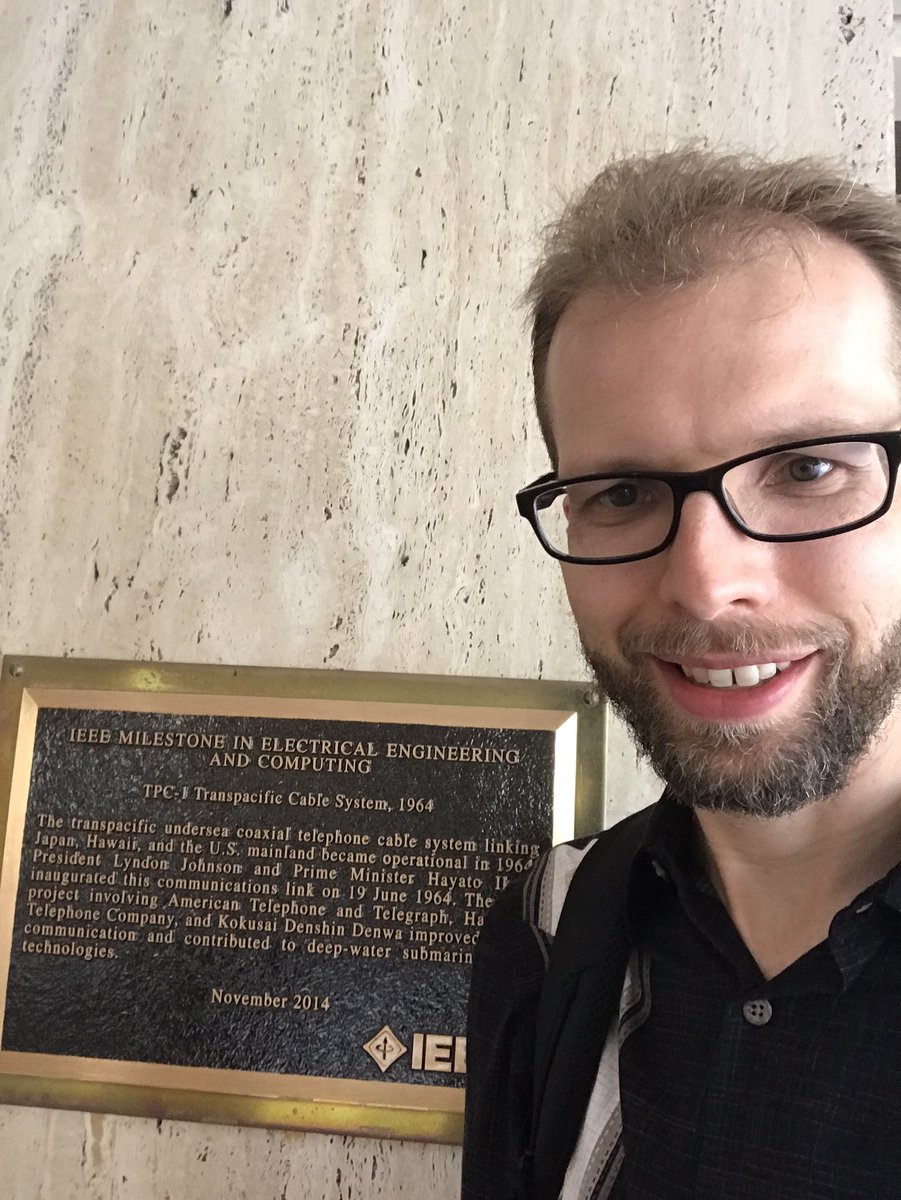 IEEE MILESTONE IN ELECTRICAL ENGINEERING
AND COMPUTING
TPC-1 Transpacific Cable System, 1964
The transpacific undersea coaxial telephone cable system linking
Japan, Hawaii, and the U.S. mainland became operational in 1964.
President Lyndon Johnson and Prime Minister Hayato
inaugurated this communications link on 19 June 1964. The
project involving American Telephone and Telegraph,
Telephone Company, and Kokusai Denshin Denwa improved
communication and contributed to deep-water
technologies.
November 2014